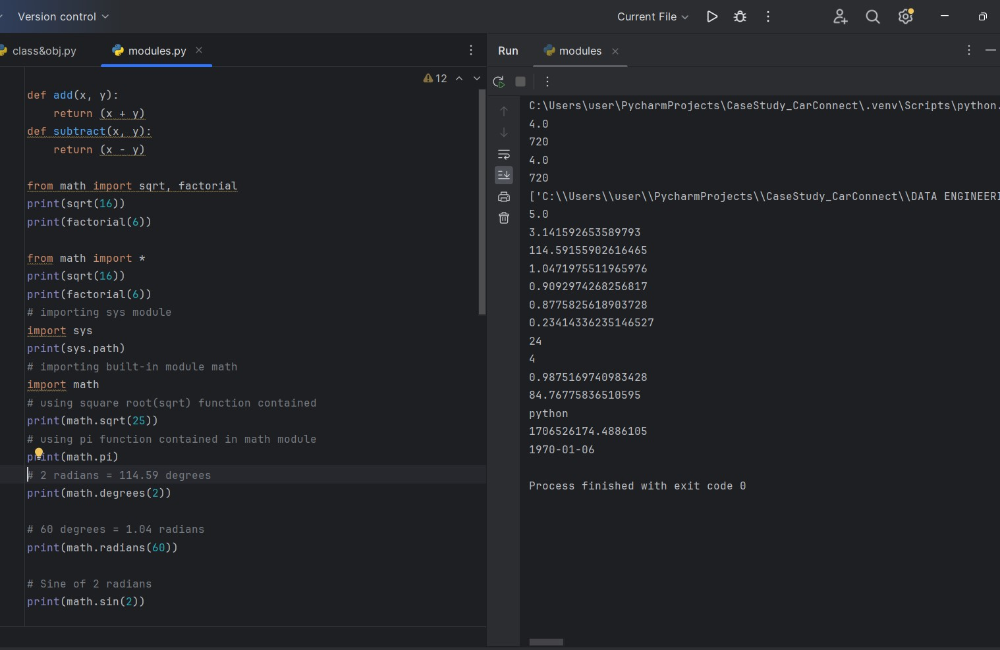 Version control
Current File
class&obj.py
modules.py
Run
modules
12
def add(x, y):
    return (x + y)
def subtract(x, y):
    return (x - y)
from math import sqrt, factorial
print(sqrt(16))
print(factorial(6))
from math import *
print(sqrt(16))
print(factorial(6))
# importing sys module
import sys
print(sys.path)
# importing built-in module math
import math
# using square root(sqrt) function contained
print(math.sqrt(25))
# using pi function contained in math module
print(math.pi)
# 2 radians = 114.59 degrees
print(math.degrees(2))
# 60 degrees = 1.04 radians
print(math.radians(60))
# Sine of 2 radians
print(math.sin(2))
C:\Users\user\PycharmProjects\CaseStudy_CarConnect\.venv\Scripts\python.
4.0
720
4.0
720
['C:\\Users\\user\\PycharmProjects\\CaseStudy_CarConnect\\DATA ENGINEERI
5.0
3.141592653589793
114.59155902616465
1.0471975511965976
0.9092974268256817
0.8775825618903728
0.23414336235146527
24
4
0.9875169740983428
84.76775836510595
python
1706526174.4886105
1970-01-06
Process finished with exit code 0